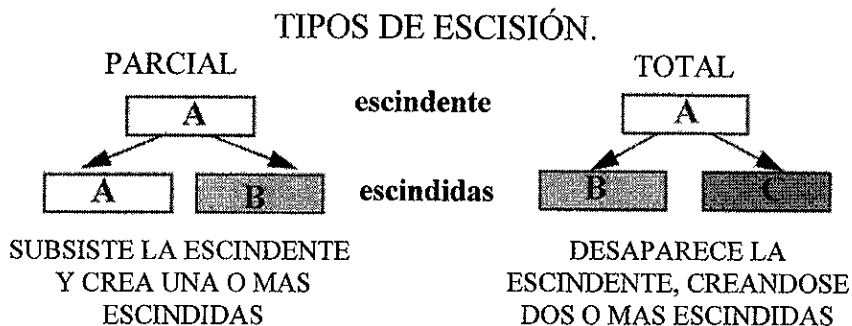 TIPOS DE ESCISIÓN.
PARCIAL
TOTAL
A
escindente
A
A
B
escindidas
B
C
SUBSISTE LA ESCINDENTE
Y CREA UNA O MAS
ESCINDIDAS
DESAPARECE LA
ESCINDENTE, CREANDOSE
DOS O MAS ESCINDIDAS